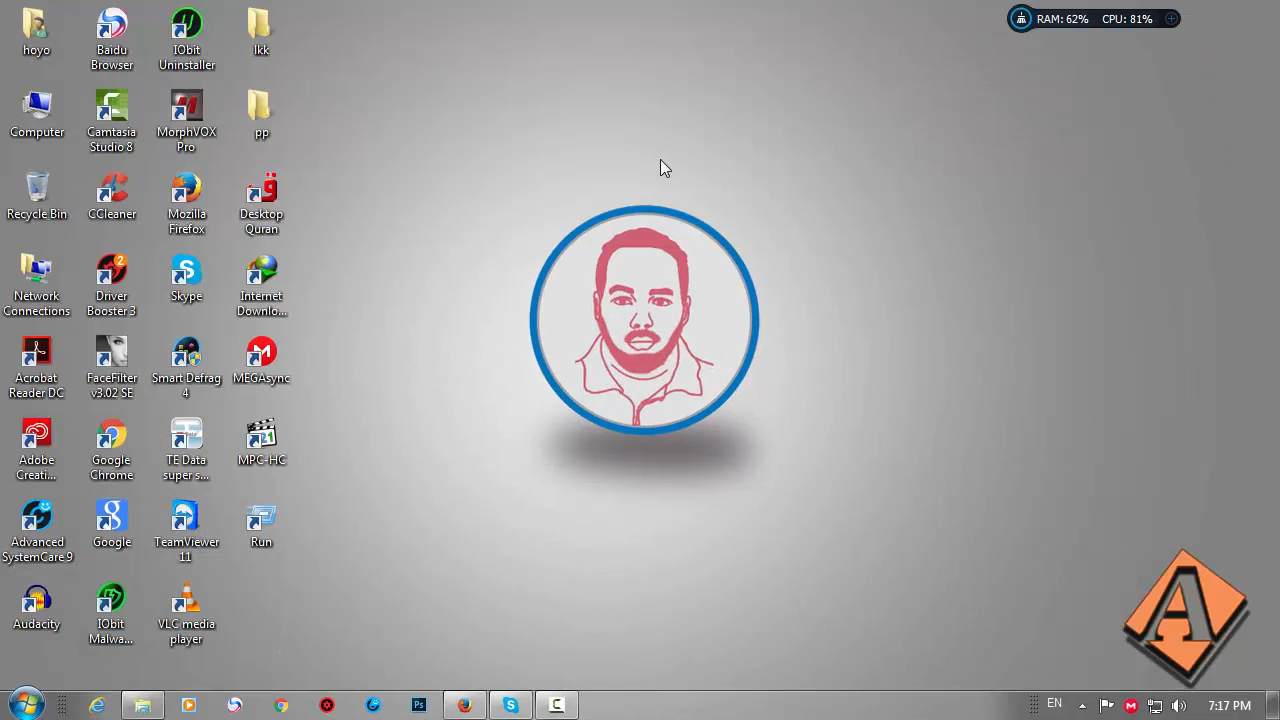 RAM: 62% CPU: 81%
hoyo
Baidu
Browser
IObit
Uninstaller
lkk
Computer
Camtasia
Studio 8
MorphVOX
Pro
pp
Recycle Bin
CCleaner
Mozilla
Firefox
Desktop
Quran
Network
Connections
2
Driver
Booster 3
Skype
Internet
Downlo...
Acrobat
Reader DC
FaceFilter
v3.02 SE
Smart Defrag
4
MEGAsync
Adobe
Creati...
Google
Chrome
TE Data
super s...
321
MPC-HC
Advanced
SystemCare 9
Google
TeamViewer
11
Run
Audacity
IObit
Malwa...
VLC media
player
A
Ps
EN
7:17 PM